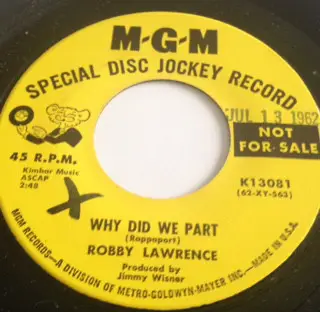 M-G-M
SPECIAL DISC JOCKEY RECORD
JUL 13 1962
NOT
FOR SALE
45 R.P.M.
Kimbar Music
ASCAP
2:48
K13081
(62-XY-563)
X
WHY DID WE PART
(Rappaport)
ROBBY LAWRENCE
Produced by
Jimmy Wisner
MGM RECORDS—A DIVISION OF METRO-GOLDWYN-MAYER INC.—MADE IN U.S.A.